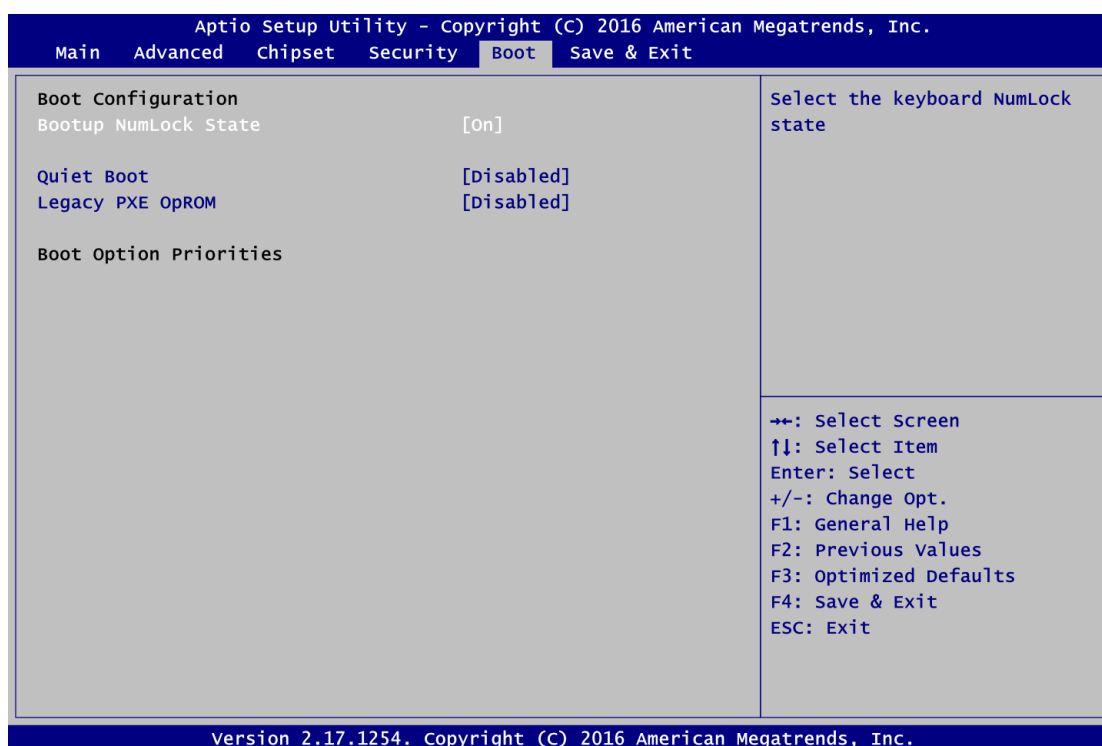 Aptio Setup Utility – Copyright (C) 2016 American Megatrends, Inc.
Main Advanced Chipset Security Boot Save & Exit
Boot Configuration
Bootup NumLock State [On]
Quiet Boot [Disabled]
Legacy PXE OpROM [Disabled]
Boot Option Priorities
Select the keyboard NumLock
state
→←: Select Screen
↑↓: Select Item
Enter: Select
+/-: Change Opt.
F1: General Help
F2: Previous Values
F3: Optimized Defaults
F4: Save & Exit
ESC: Exit
Version 2.17.1254. Copyright (C) 2016 American Megatrends, Inc.